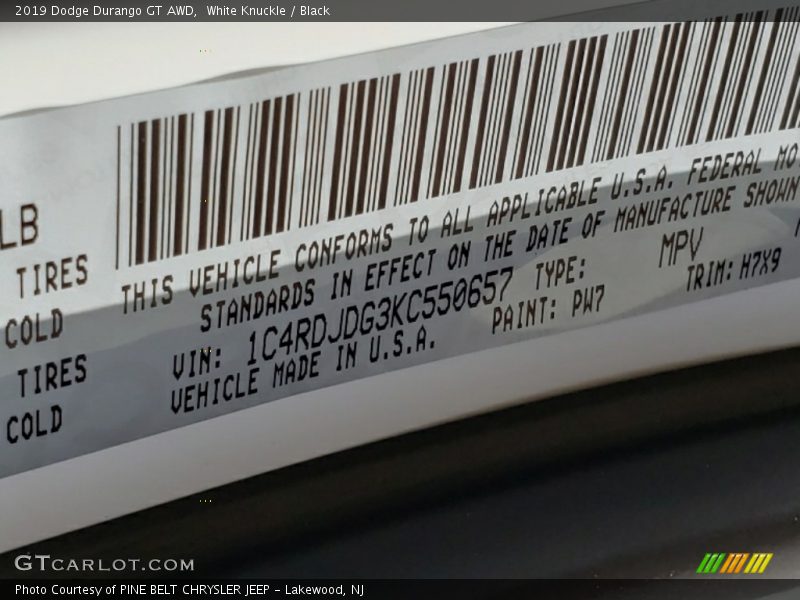 2019 Dodge Durango GT AWD,  White Knuckle / Black
LB
TIRES
COLD
TIRES
COLD
THIS VEHICLE CONFORMS TO ALL APPLICABLE U.S.A. FEDERAL MO
STANDARDS IN EFFECT ON THE DATE OF MANUFACTURE SHOWN
VIN: 1C4RDJDG3KC550657 TYPE: MPV
VEHICLE MADE IN U.S.A. PAINT: PW7 TRIM: H7X9
GTCARLOT.COM
Photo Courtesy of PINE BELT CHRYSLER JEEP - Lakewood, NJ